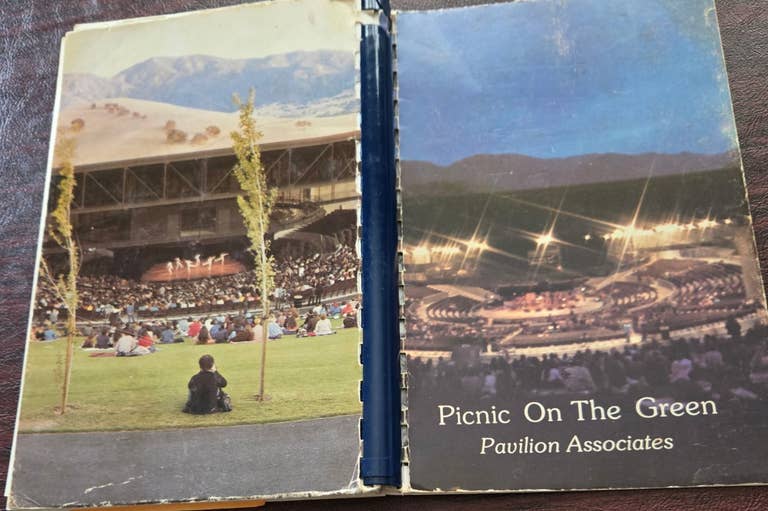 Picnic On The Green
Pavilion Associates